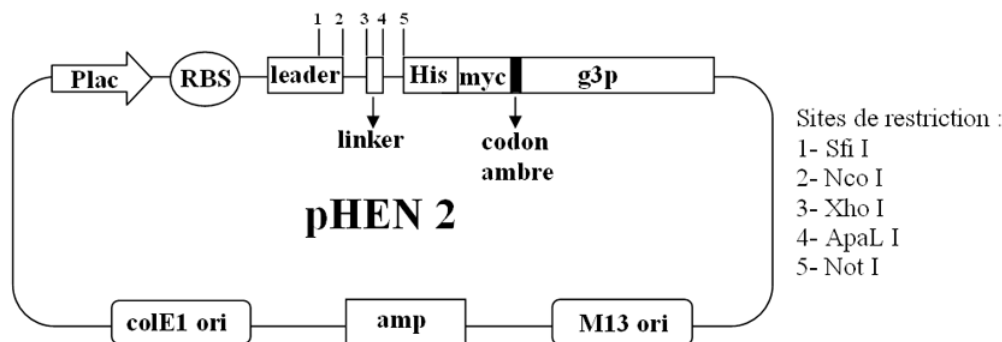 1 2 3 4 5
Plac RBS leader His myc g3p
linker codon
ambre
pHEN 2
colE1 ori amp M13 ori
Sites de restriction :
1- Sfi I
2- Nco I
3- Xho I
4- ApaL I
5- Not I